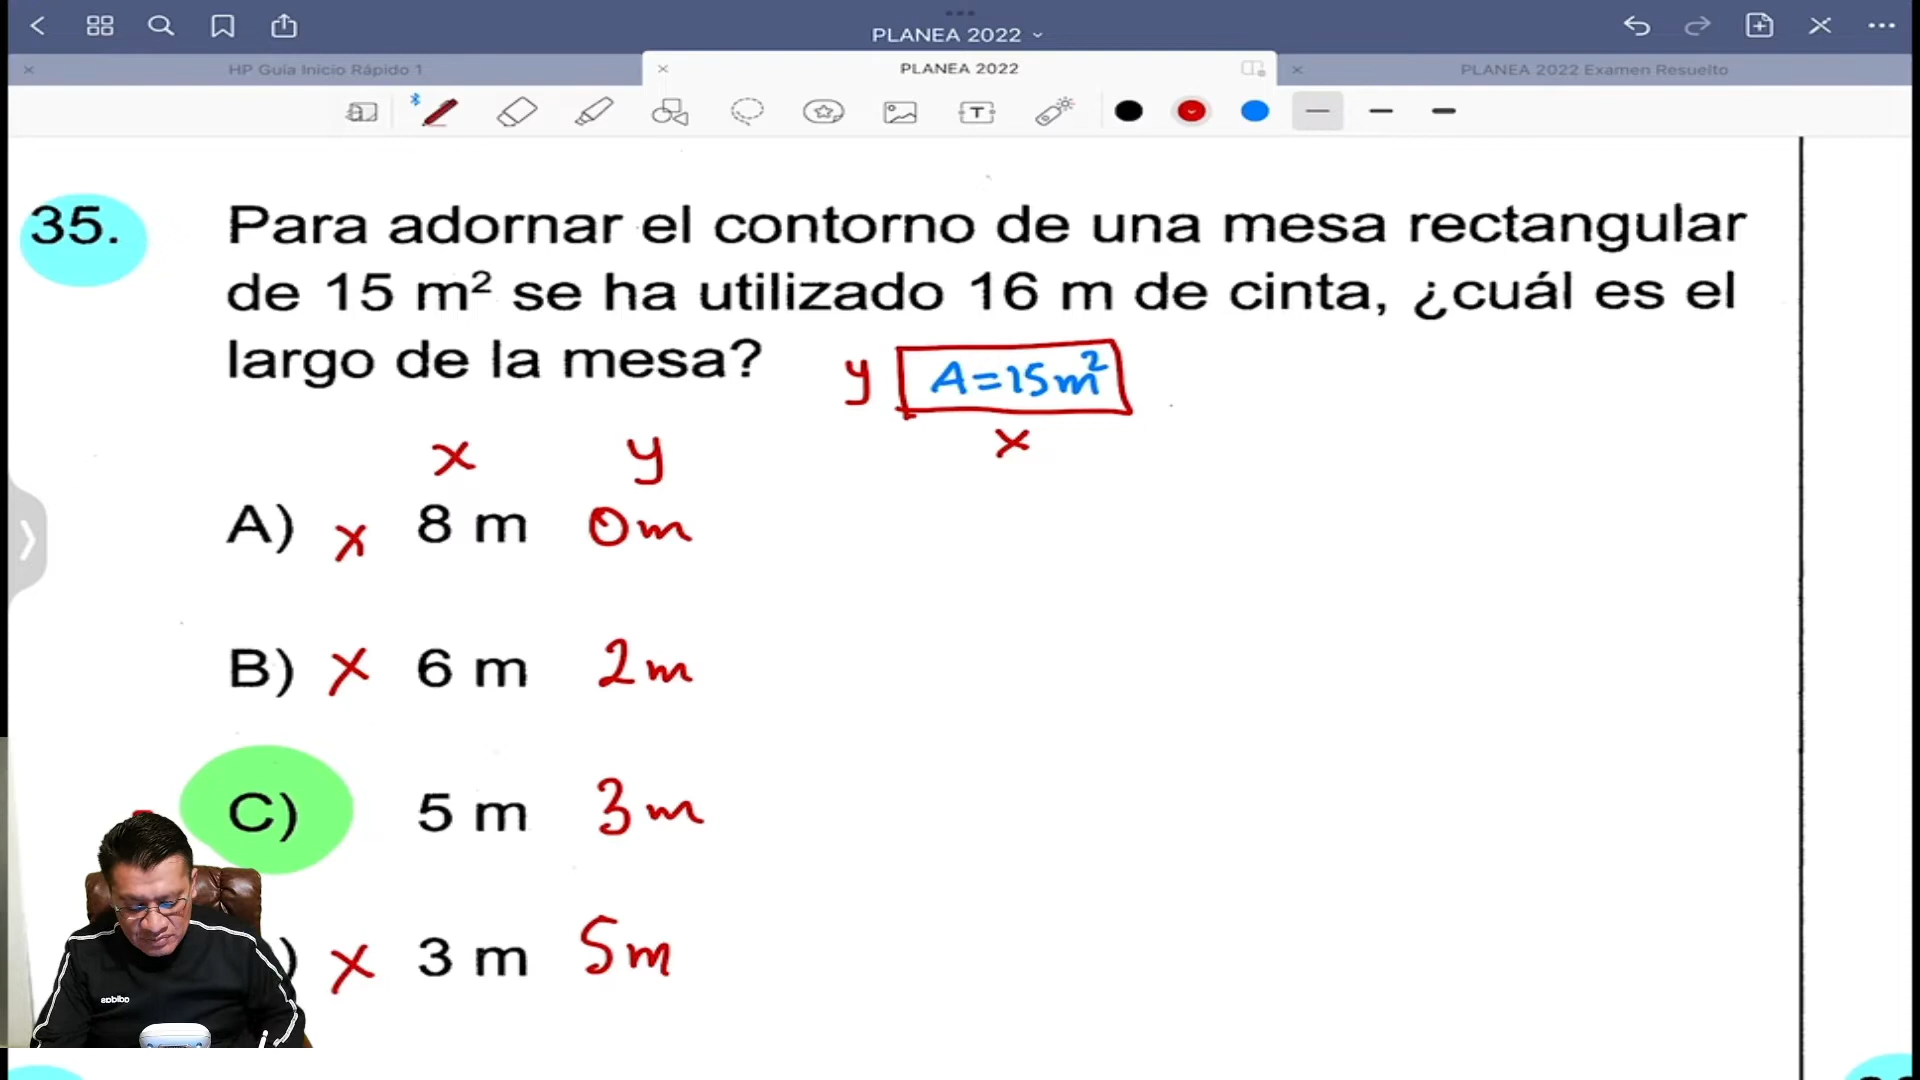 PLANEA 2022
HP Guía Inicio Rápido 1
PLANEA 2022
PLANEA 2022 Examen Resuelto
T
35. Para adornar el contorno de una mesa rectangular
de 15 m² se ha utilizado 16 m de cinta, ¿cuál es el
largo de la mesa?
y A=15m²
x
x y
A) x 8 m 0m
B) x 6 m 2m
C) 5 m 3m
) x 3 m 5m
adidas